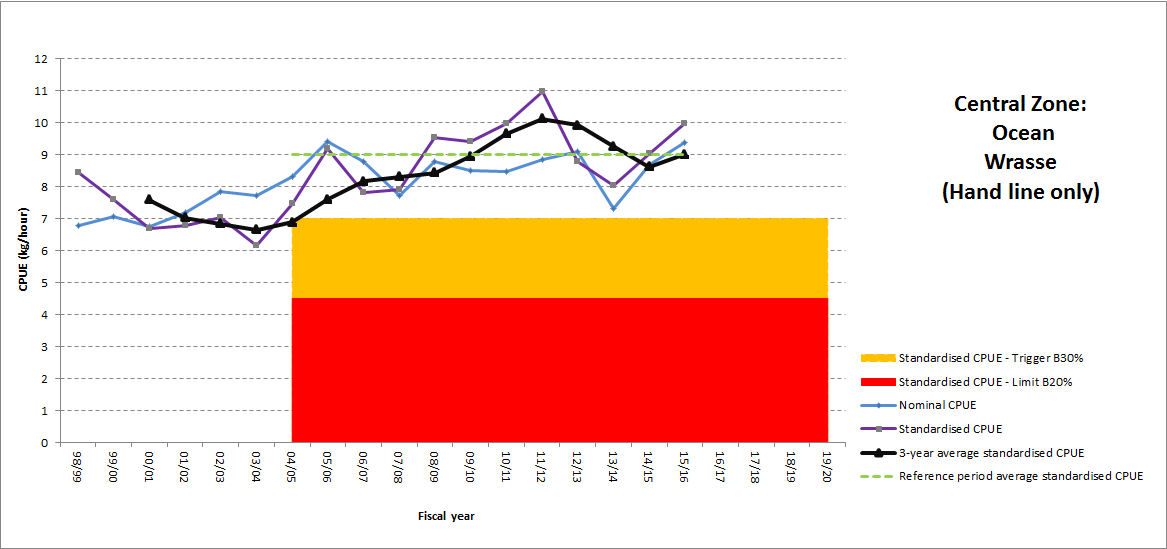 Central Zone:
Ocean
Wrasse
(Hand line only)
CPUE (kg/hour)
12
11
10
9
8
7
6
5
4
3
2
1
0
98/99
99/00
00/01
01/02
02/03
03/04
04/05
05/06
06/07
07/08
08/09
09/10
10/11
11/12
12/13
13/14
14/15
15/16
16/17
17/18
18/19
19/20
Fiscal year
Standardised CPUE - Trigger B30%
Standardised CPUE - Limit B20%
Nominal CPUE
Standardised CPUE
3-year average standardised CPUE
Reference period average standardised CPUE